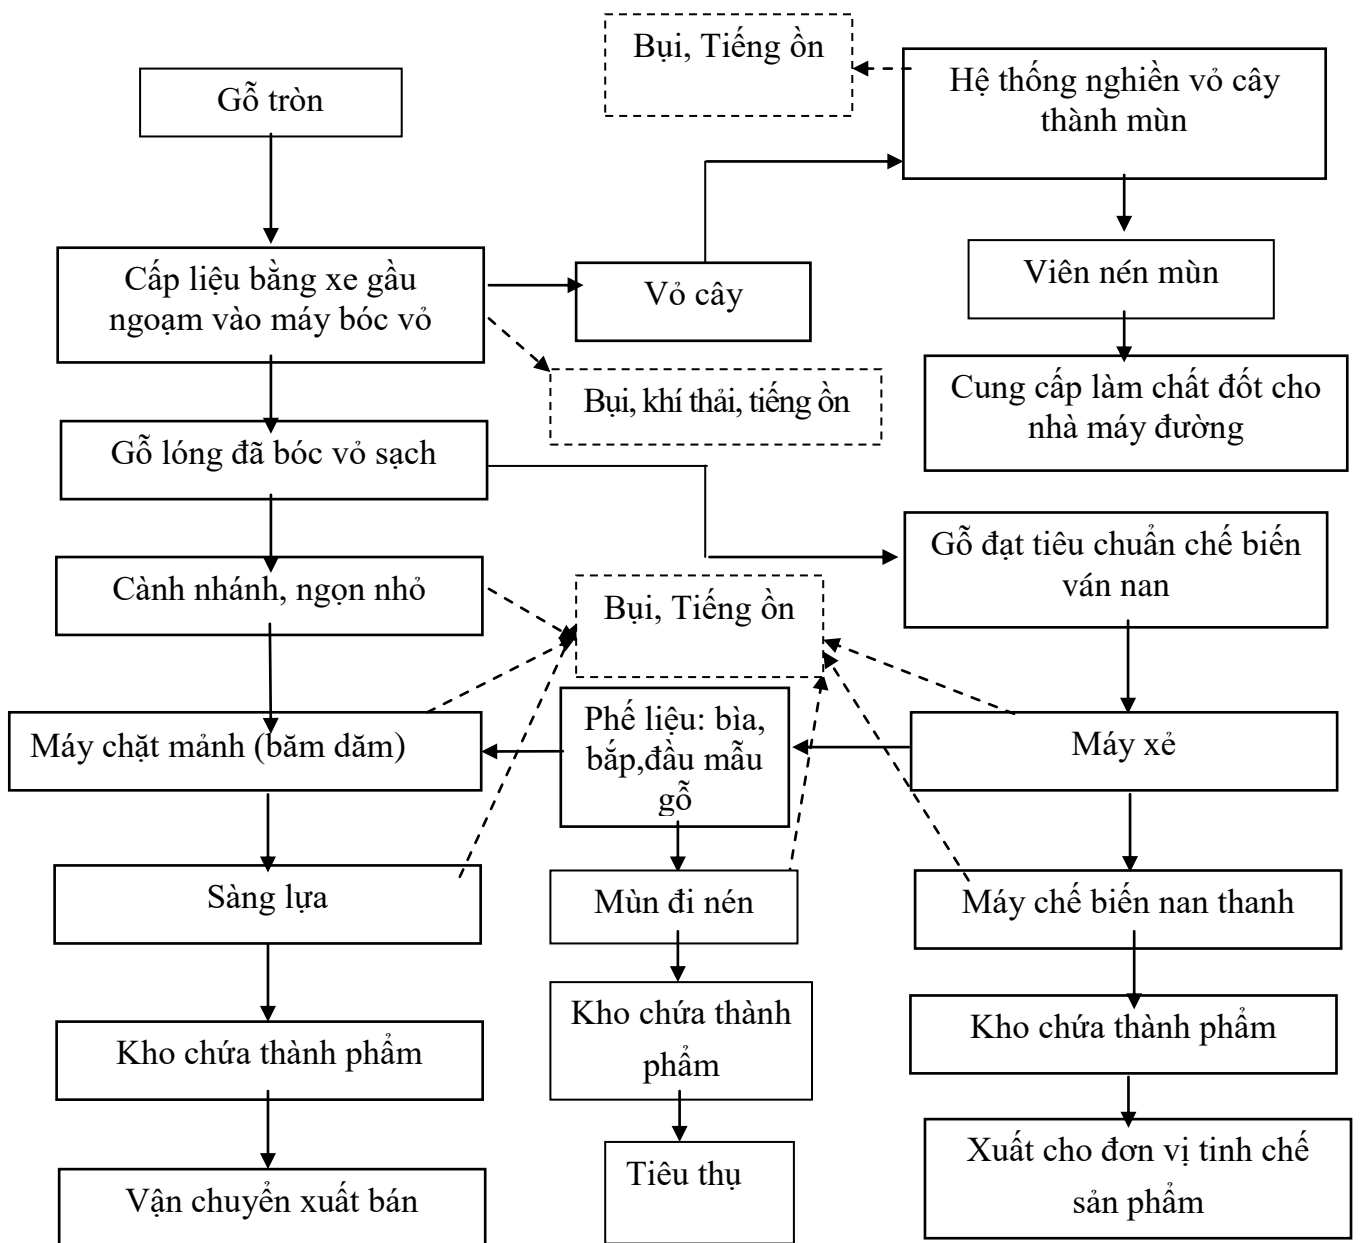 Bụi, Tiếng ồn
Hệ thống nghiền vỏ cây
thành mùn
Gỗ tròn
Cấp liệu bằng xe gầu
ngoạm vào máy bóc vỏ
Vỏ cây
Viên nén mùn
Bụi, khí thải, tiếng ồn
Cung cấp làm chất đốt cho
nhà máy đường
Gỗ lóng đã bóc vỏ sạch
Gỗ đạt tiêu chuẩn chế biến
ván nan
Cành nhánh, ngọn nhỏ
Bụi, Tiếng ồn
Máy chặt mảnh (băm dăm)
Phế liệu: bìa,
bắp,đầu mẫu
gỗ
Máy xẻ
Sàng lựa
Mùn đi nén
Máy chế biến nan thanh
Kho chứa thành phẩm
Kho chứa thành
phẩm
Kho chứa thành phẩm
Vận chuyển xuất bán
Tiêu thụ
Xuất cho đơn vị tinh chế
sản phẩm